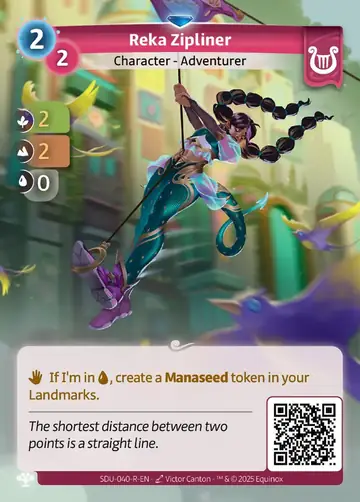 2
2
Reka Zipliner
Character - Adventurer
2
2
0
If I'm in , create a Manaseed token in your
Landmarks.
The shortest distance between two
points is a straight line.
SDU-040-R-EN - Victor Canton - ™ & © 2025 Equinox